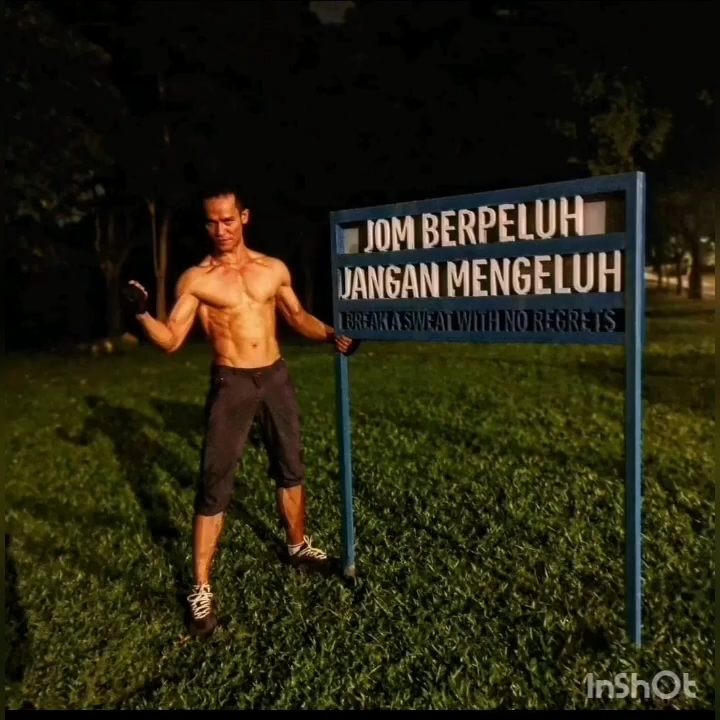 JOM BERPELUH
JANGAN MENGELUH
BREAK A SWEAT WITH NO REGRETS
InShOt